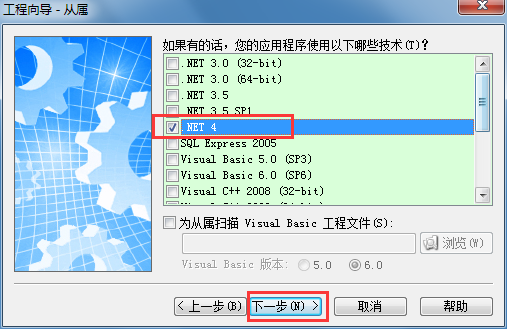 工程向导 - 从属
如果有的话，您的应用程序使用以下哪些技术(T)?
.NET 3.0 (32-bit)
.NET 3.0 (64-bit)
.NET 3.5
.NET 3.5 SP1
.NET 4
SQL Express 2005
Visual Basic 5.0 (SP3)
Visual Basic 6.0 (SP6)
Visual C++ 2008 (32-bit)
为从属扫描 Visual Basic 工程文件(S):
浏览(W)
Visual Basic 版本: 5.0 6.0
< 上一步(B) 下一步(N) > 取消 帮助